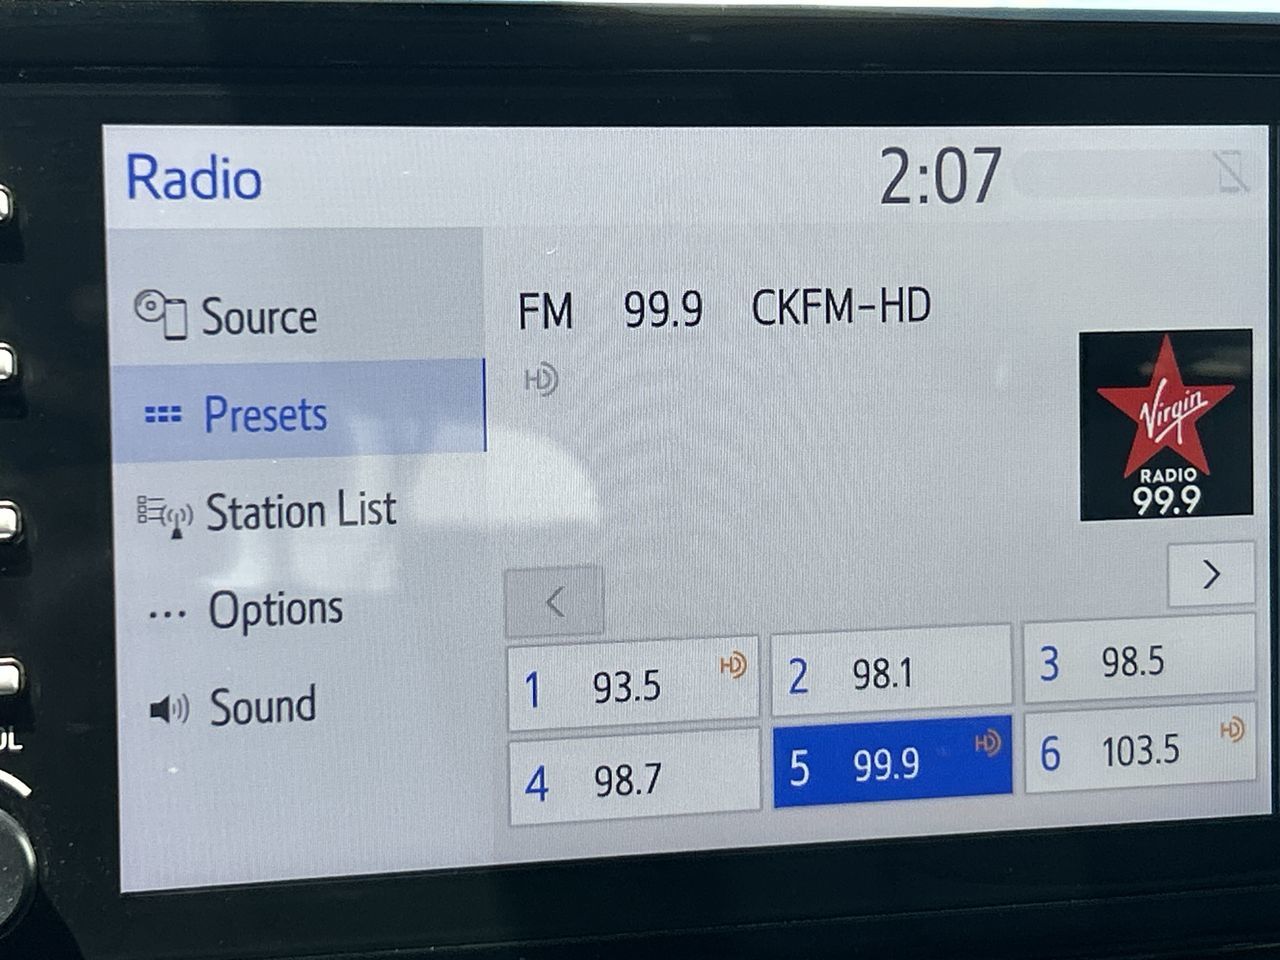 Radio
2:07
Source
Presets
Station List
Options
Sound
FM 99.9 CKFM-HD
HD
Virgin
RADIO
99.9
<
>
1 93.5 HD
2 98.1
3 98.5
4 98.7
5 99.9 HD
6 103.5 HD
UL